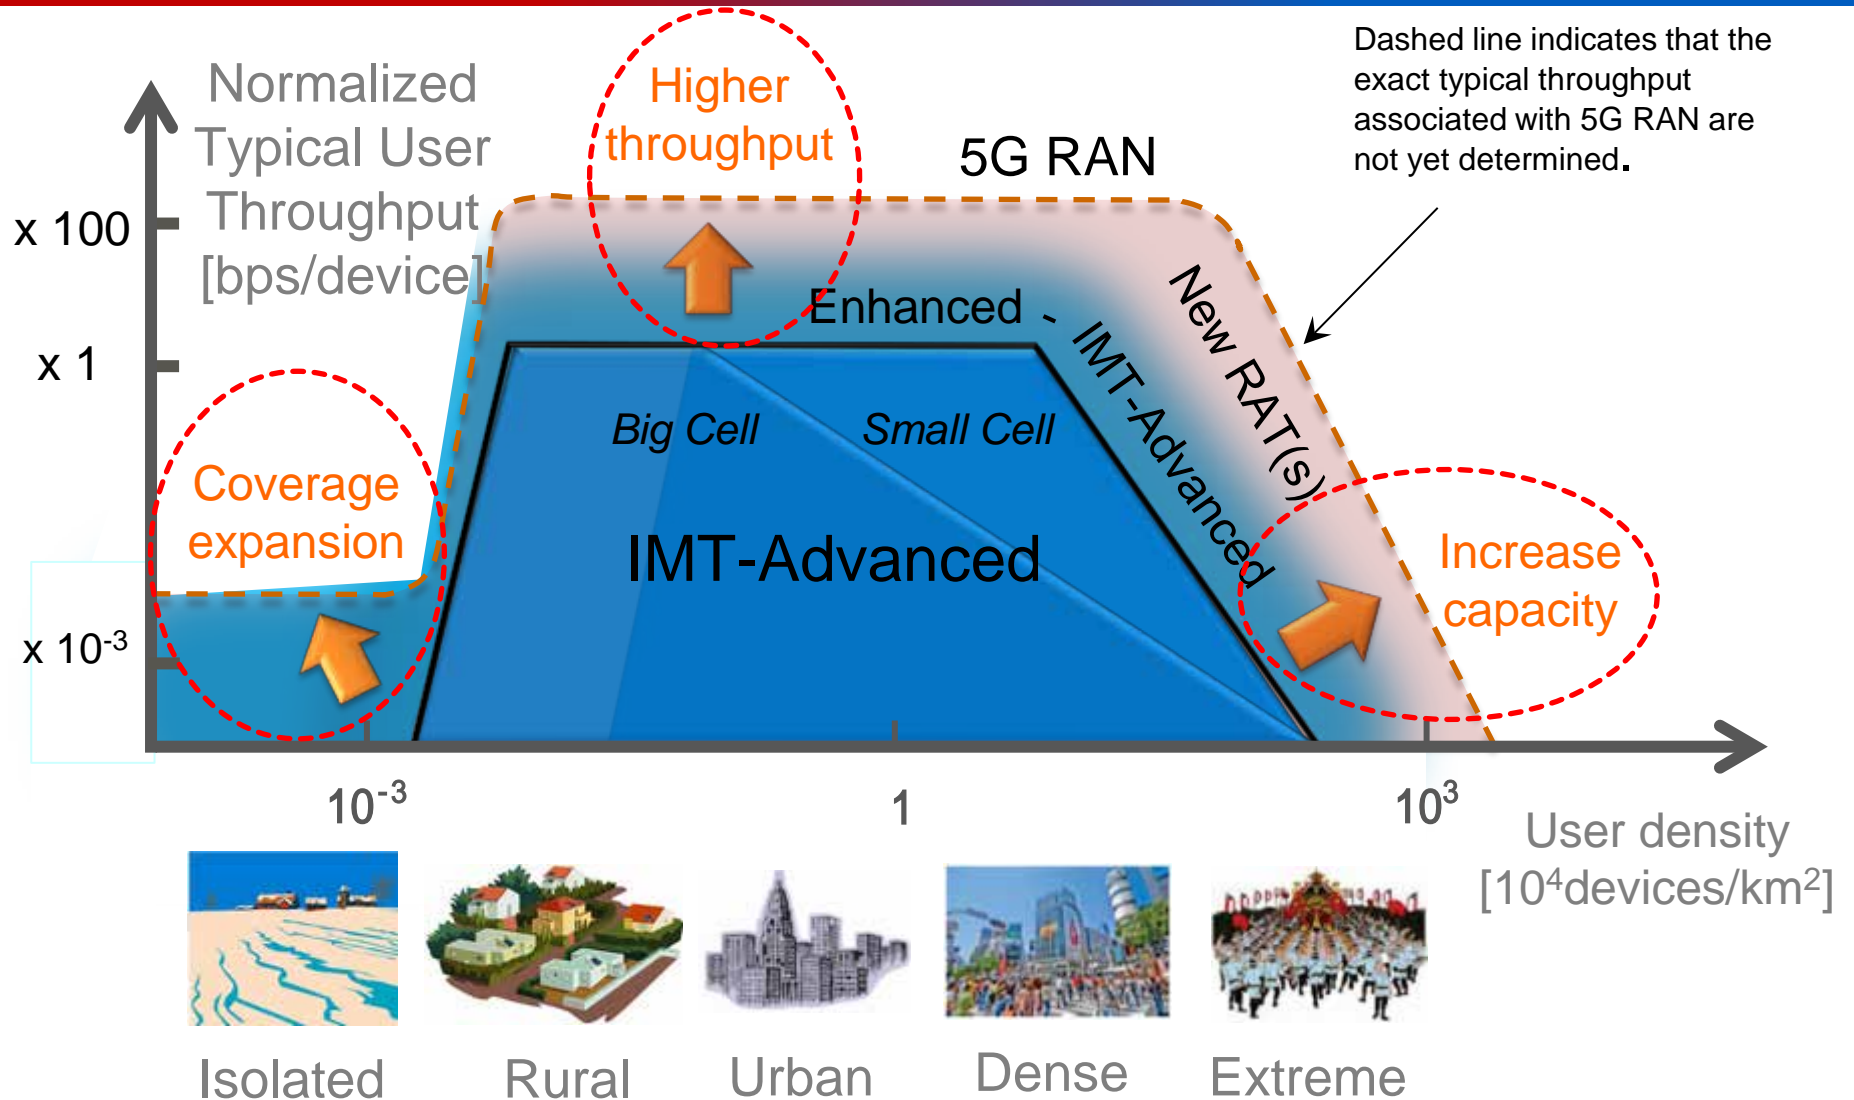 Normalized
Typical User
Throughput
[bps/device]
Higher
throughput
5G RAN
Dashed line indicates that the
exact typical throughput
associated with 5G RAN are
not yet determined.
x 100
x 1
x 10⁻³
Enhanced - IMT-Advanced
New RAT(s)
Big Cell
Small Cell
IMT-Advanced
Coverage
expansion
Increase
capacity
10⁻³
1
10³
User density
[10⁴devices/km²]
Isolated
Rural
Urban
Dense
Extreme